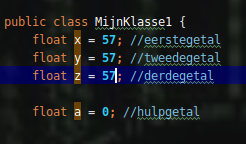 public class MijnKlasse1 {
float x = 57; //eerstegetal
float y = 57; //tweedegetal
float z = 57; //derdegetal
float a = 0; //hulpgetal